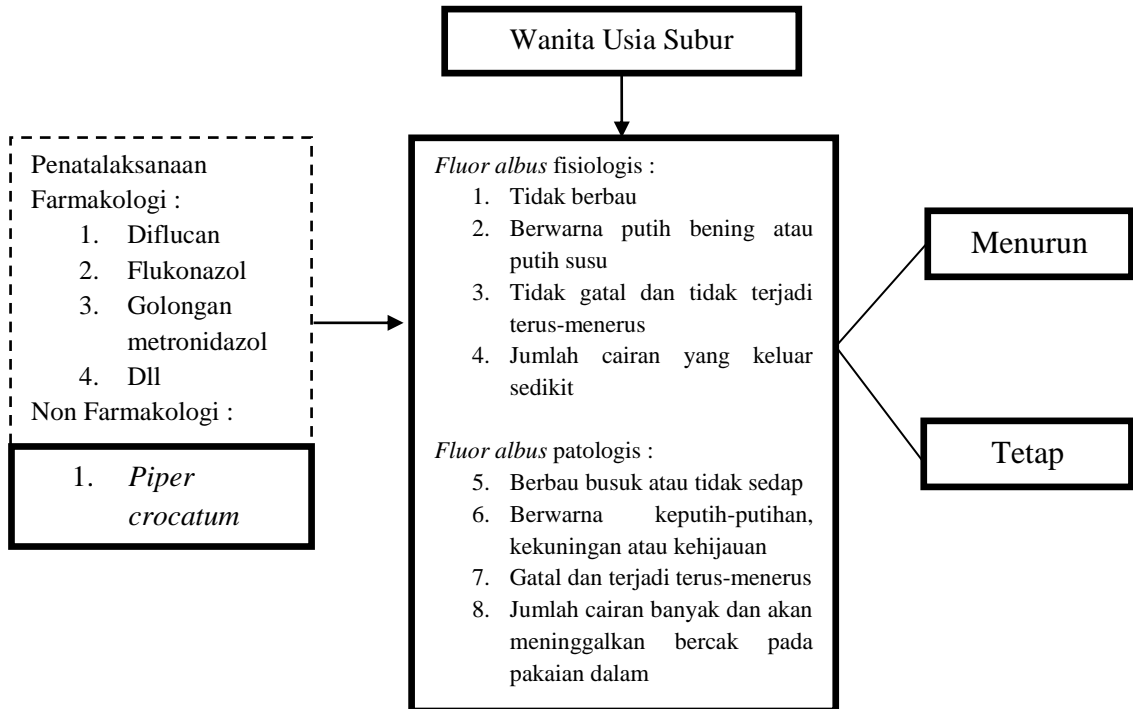 Wanita Usia Subur
Penatalaksanaan
Farmakologi :
1. Diflucan
2. Flukonazol
3. Golongan
metronidazol
4. Dll
Non Farmakologi :
1. Piper
crocatum
Fluor albus fisiologis :
1. Tidak berbau
2. Berwarna putih bening atau
putih susu
3. Tidak gatal dan tidak terjadi
terus-menerus
4. Jumlah cairan yang keluar
sedikit
Fluor albus patologis :
5. Berbau busuk atau tidak sedap
6. Berwarna keputih-putihan,
kekuningan atau kehijauan
7. Gatal dan terjadi terus-menerus
8. Jumlah cairan banyak dan akan
meninggalkan bercak pada
pakaian dalam
Menurun
Tetap